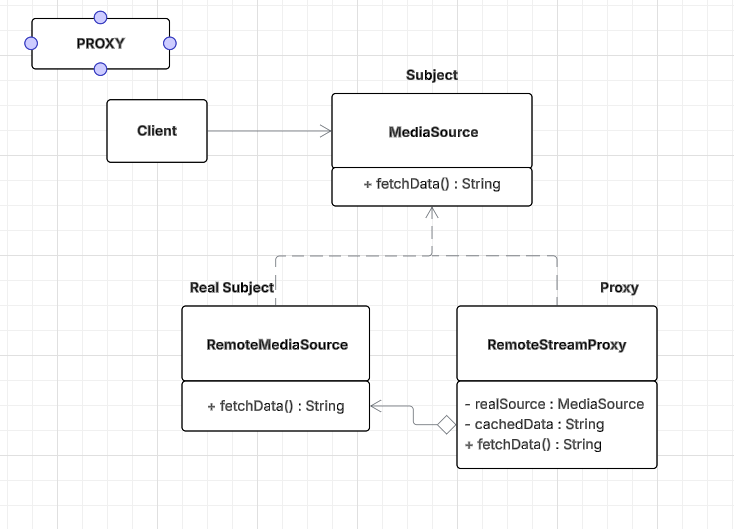 PROXY
Subject
Client
MediaSource
+ fetchData() : String
Real Subject
Proxy
RemoteMediaSource
RemoteStreamProxy
+ fetchData() : String
- realSource : MediaSource
- cachedData : String
+ fetchData() : String